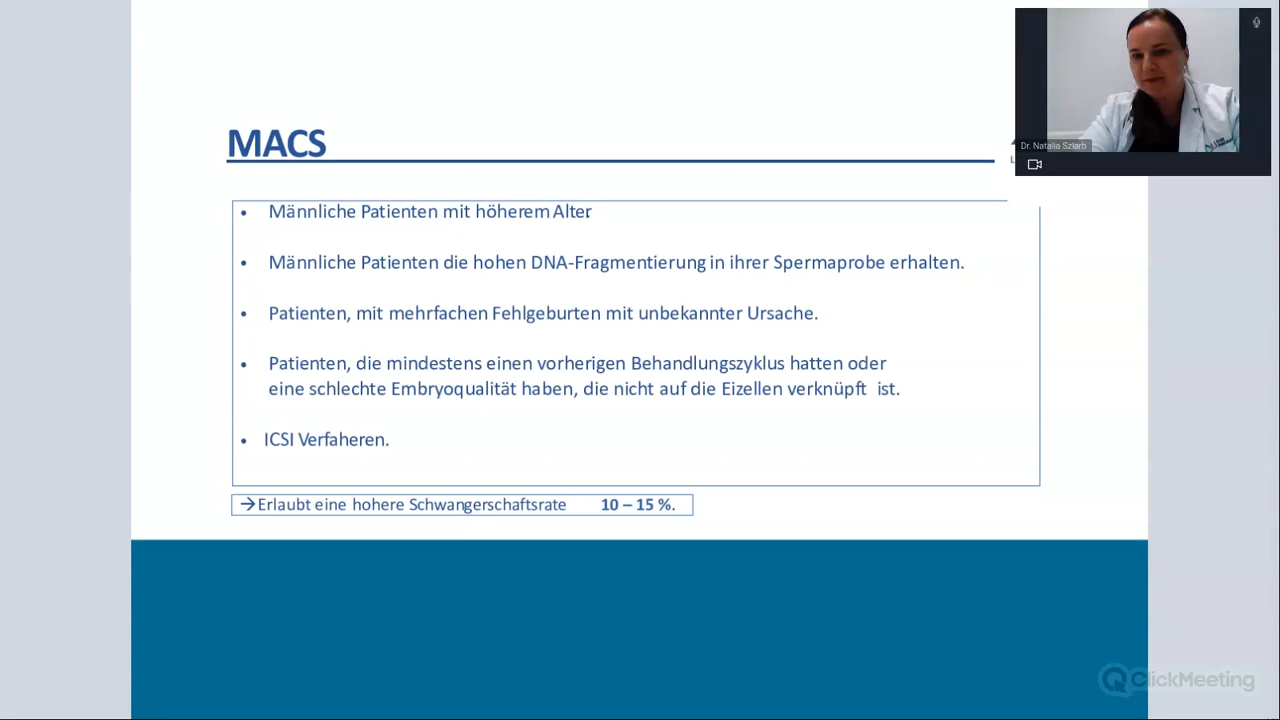 MACS
Dr. Natalia Szlarb
• Männliche Patienten mit höherem Alter.
• Männliche Patienten die hohen DNA-Fragmentierung in ihrer Spermaprobe erhalten.
• Patienten, mit mehrfachen Fehlgeburten mit unbekannter Ursache.
• Patienten, die mindestens einen vorherigen Behandlungszyklus hatten oder
eine schlechte Embryoqualität haben, die nicht auf die Eizellen verknüpft ist.
• ICSI Verfaheren.
→Erlaubt eine hohere Schwangerschaftsrate 10 – 15 %.
ClickMeeting